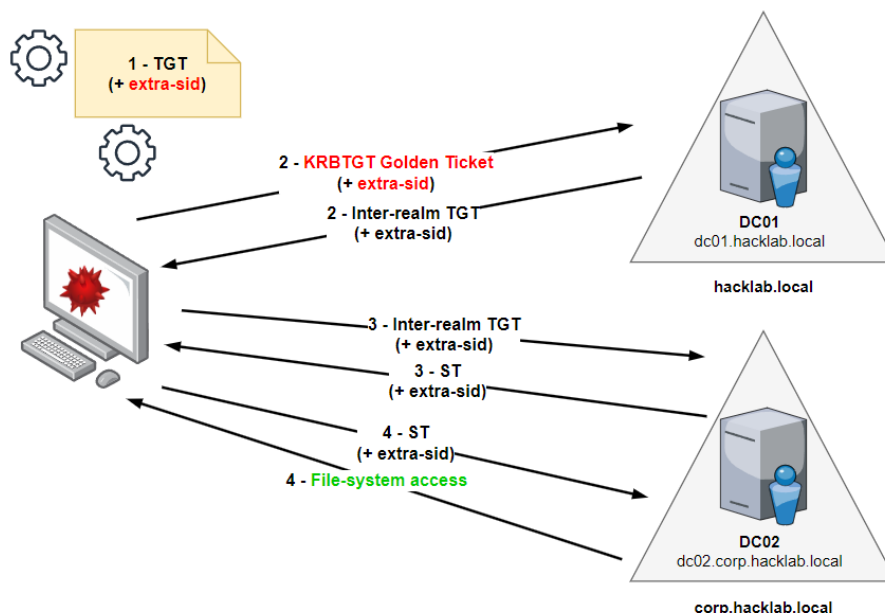 1 - TGT
(+ extra-sid)
2 - KRBTGT Golden Ticket
(+ extra-sid)
2 - Inter-realm TGT
(+ extra-sid)
DC01
dc01.hacklab.local
hacklab.local
3 - Inter-realm TGT
(+ extra-sid)
3 - ST
(+ extra-sid)
4 - ST
(+ extra-sid)
4 - File-system access
DC02
dc02.corp.hacklab.local
corp.hacklab.local